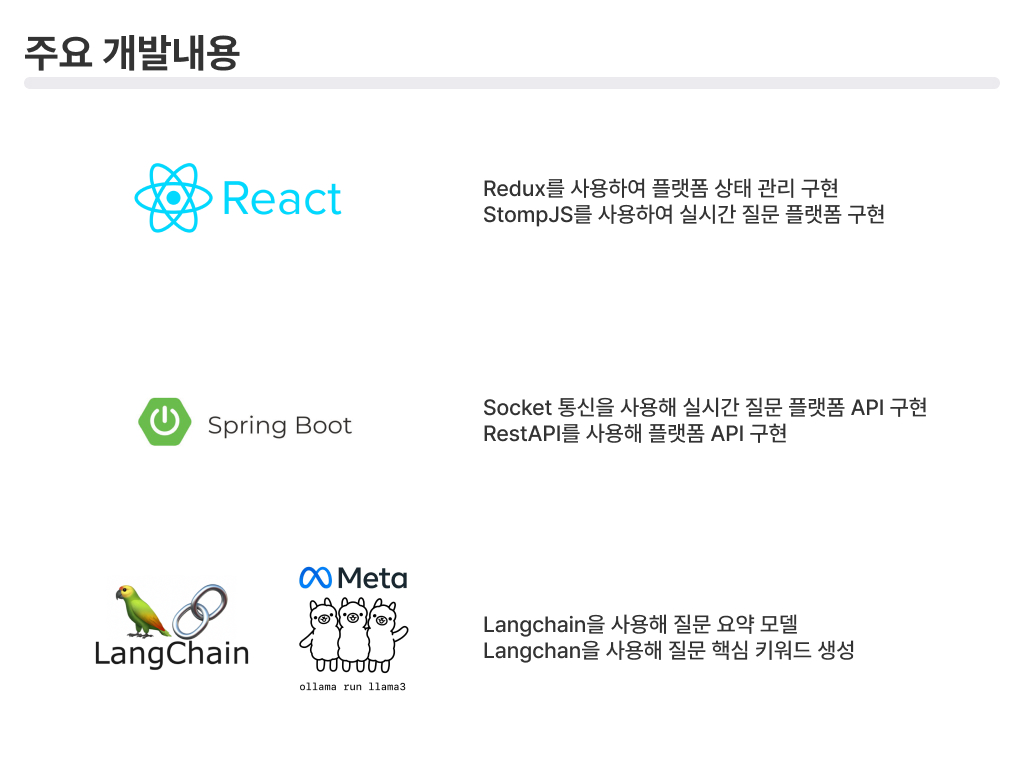 주요 개발내용
React
Redux를 사용하여 플랫폼 상태 관리 구현
StompJS를 사용하여 실시간 질문 플랫폼 구현
Spring Boot
Socket 통신을 사용해 실시간 질문 플랫폼 API 구현
RestAPI를 사용해 플랫폼 API 구현
LangChain
Meta
ollama run llama3
Langchain을 사용해 질문 요약 모델
Langchan을 사용해 질문 핵심 키워드 생성